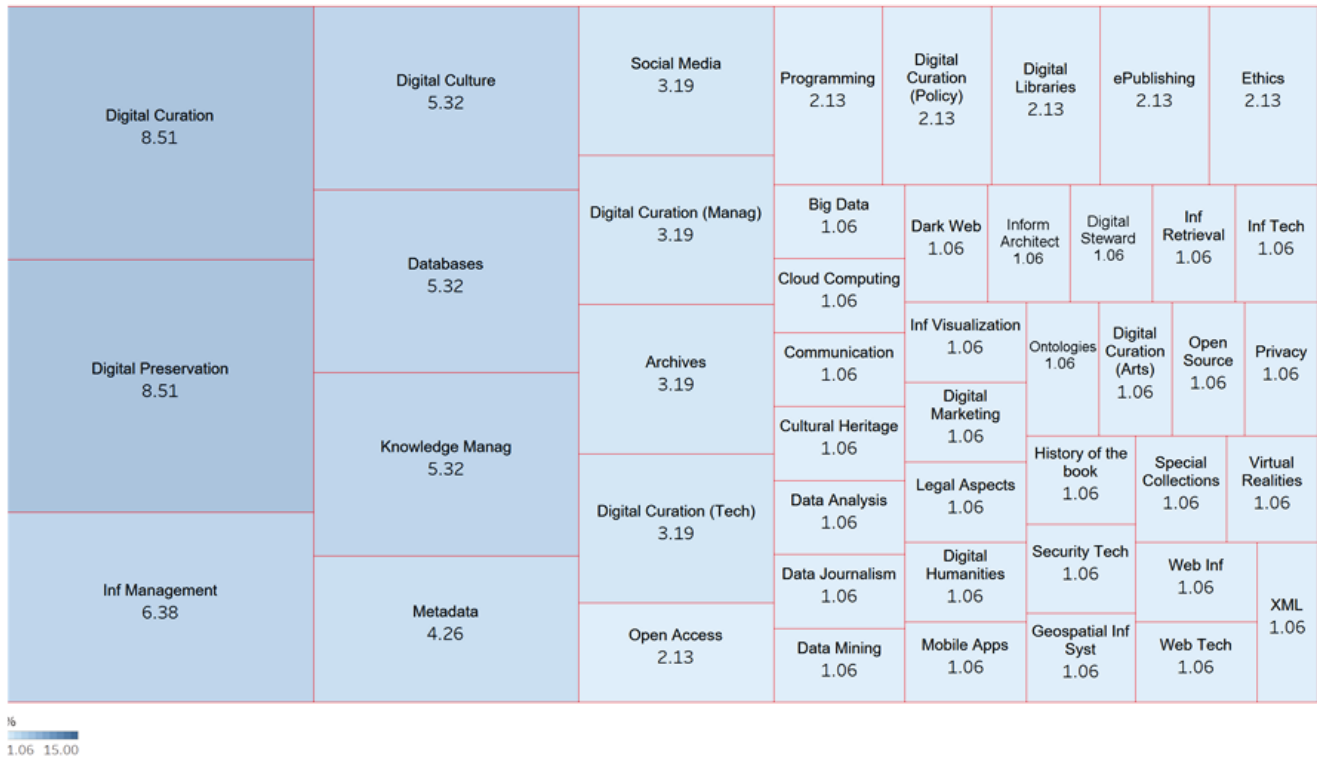 Digital Curation
8.51
Digital Preservation
8.51
Inf Management
6.38
Digital Culture
5.32
Databases
5.32
Knowledge Manag
5.32
Metadata
4.26
Social Media
3.19
Digital Curation (Manag)
3.19
Archives
3.19
Digital Curation (Tech)
3.19
Open Access
2.13
Programming
2.13
Digital
Curation
(Policy)
2.13
Digital
Libraries
2.13
ePublishing
2.13
Ethics
2.13
Big Data
1.06
Cloud Computing
1.06
Communication
1.06
Cultural Heritage
1.06
Data Analysis
1.06
Data Journalism
1.06
Data Mining
1.06
Dark Web
1.06
Inform
Architect
1.06
Digital
Steward
1.06
Inf
Retrieval
1.06
Inf Tech
1.06
Inf Visualization
1.06
Digital
Marketing
1.06
Legal Aspects
1.06
Digital
Humanities
1.06
Mobile Apps
1.06
Ontologies
1.06
Digital
Curation
(Arts)
1.06
Open
Source
1.06
Privacy
1.06
History of the
book
1.06
Security Tech
1.06
Geospatial Inf
Syst
1.06
Special
Collections
1.06
Virtual
Realities
1.06
Web Inf
1.06
Web Tech
1.06
XML
1.06
%
1.06 15.00